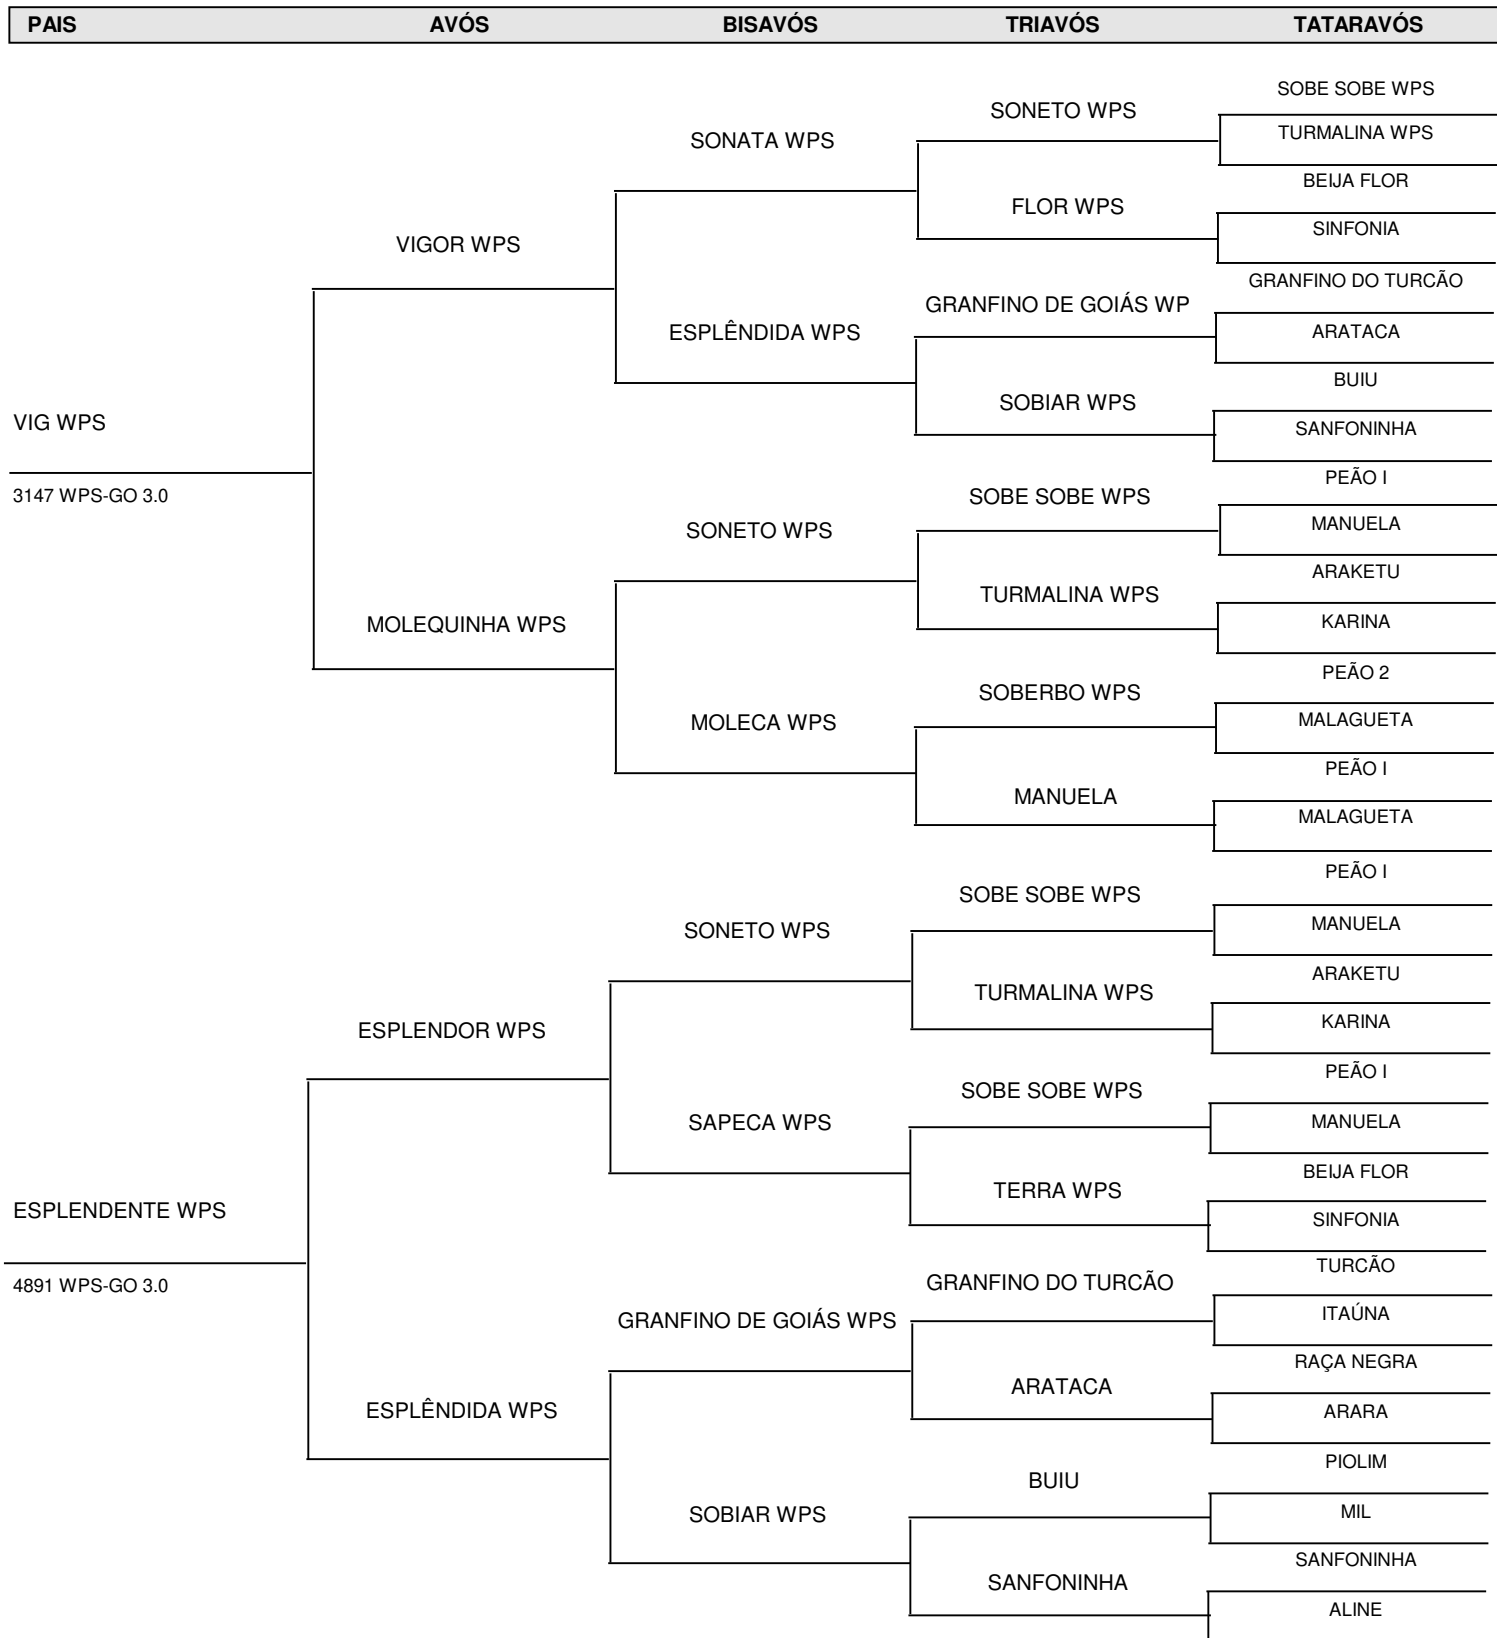 PAIS AVÓS BISAVÓS TRIAVÓS TATARAVÓS
SOBE SOBE WPS
SONETO WPS
TURMALINA WPS
SONATA WPS
BEIJA FLOR
FLOR WPS
SINFONIA
VIGOR WPS
GRANFINO DO TURCÃO
GRANFINO DE GOIÁS WP
ARATACA
ESPLÊNDIDA WPS
BUIU
SOBIAR WPS
VIG WPS
SANFONINHA
PEÃO I
3147 WPS-GO 3.0
SOBE SOBE WPS
MANUELA
SONETO WPS
ARAKETU
TURMALINA WPS
KARINA
MOLEQUINHA WPS
PEÃO 2
SOBERBO WPS
MALAGUETA
MOLECA WPS
PEÃO I
MANUELA
MALAGUETA
PEÃO I
SOBE SOBE WPS
MANUELA
SONETO WPS
ARAKETU
TURMALINA WPS
KARINA
ESPLENDOR WPS
PEÃO I
SOBE SOBE WPS
MANUELA
SAPECA WPS
BEIJA FLOR
TERRA WPS
ESPLENDENTE WPS
SINFONIA
TURCÃO
4891 WPS-GO 3.0
GRANFINO DO TURCÃO
ITAÚNA
GRANFINO DE GOIÁS WPS
RAÇA NEGRA
ARATACA
ARARA
ESPLÊNDIDA WPS
PIOLIM
BUIU
MIL
SOBIAR WPS
SANFONINHA
SANFONINHA
ALINE